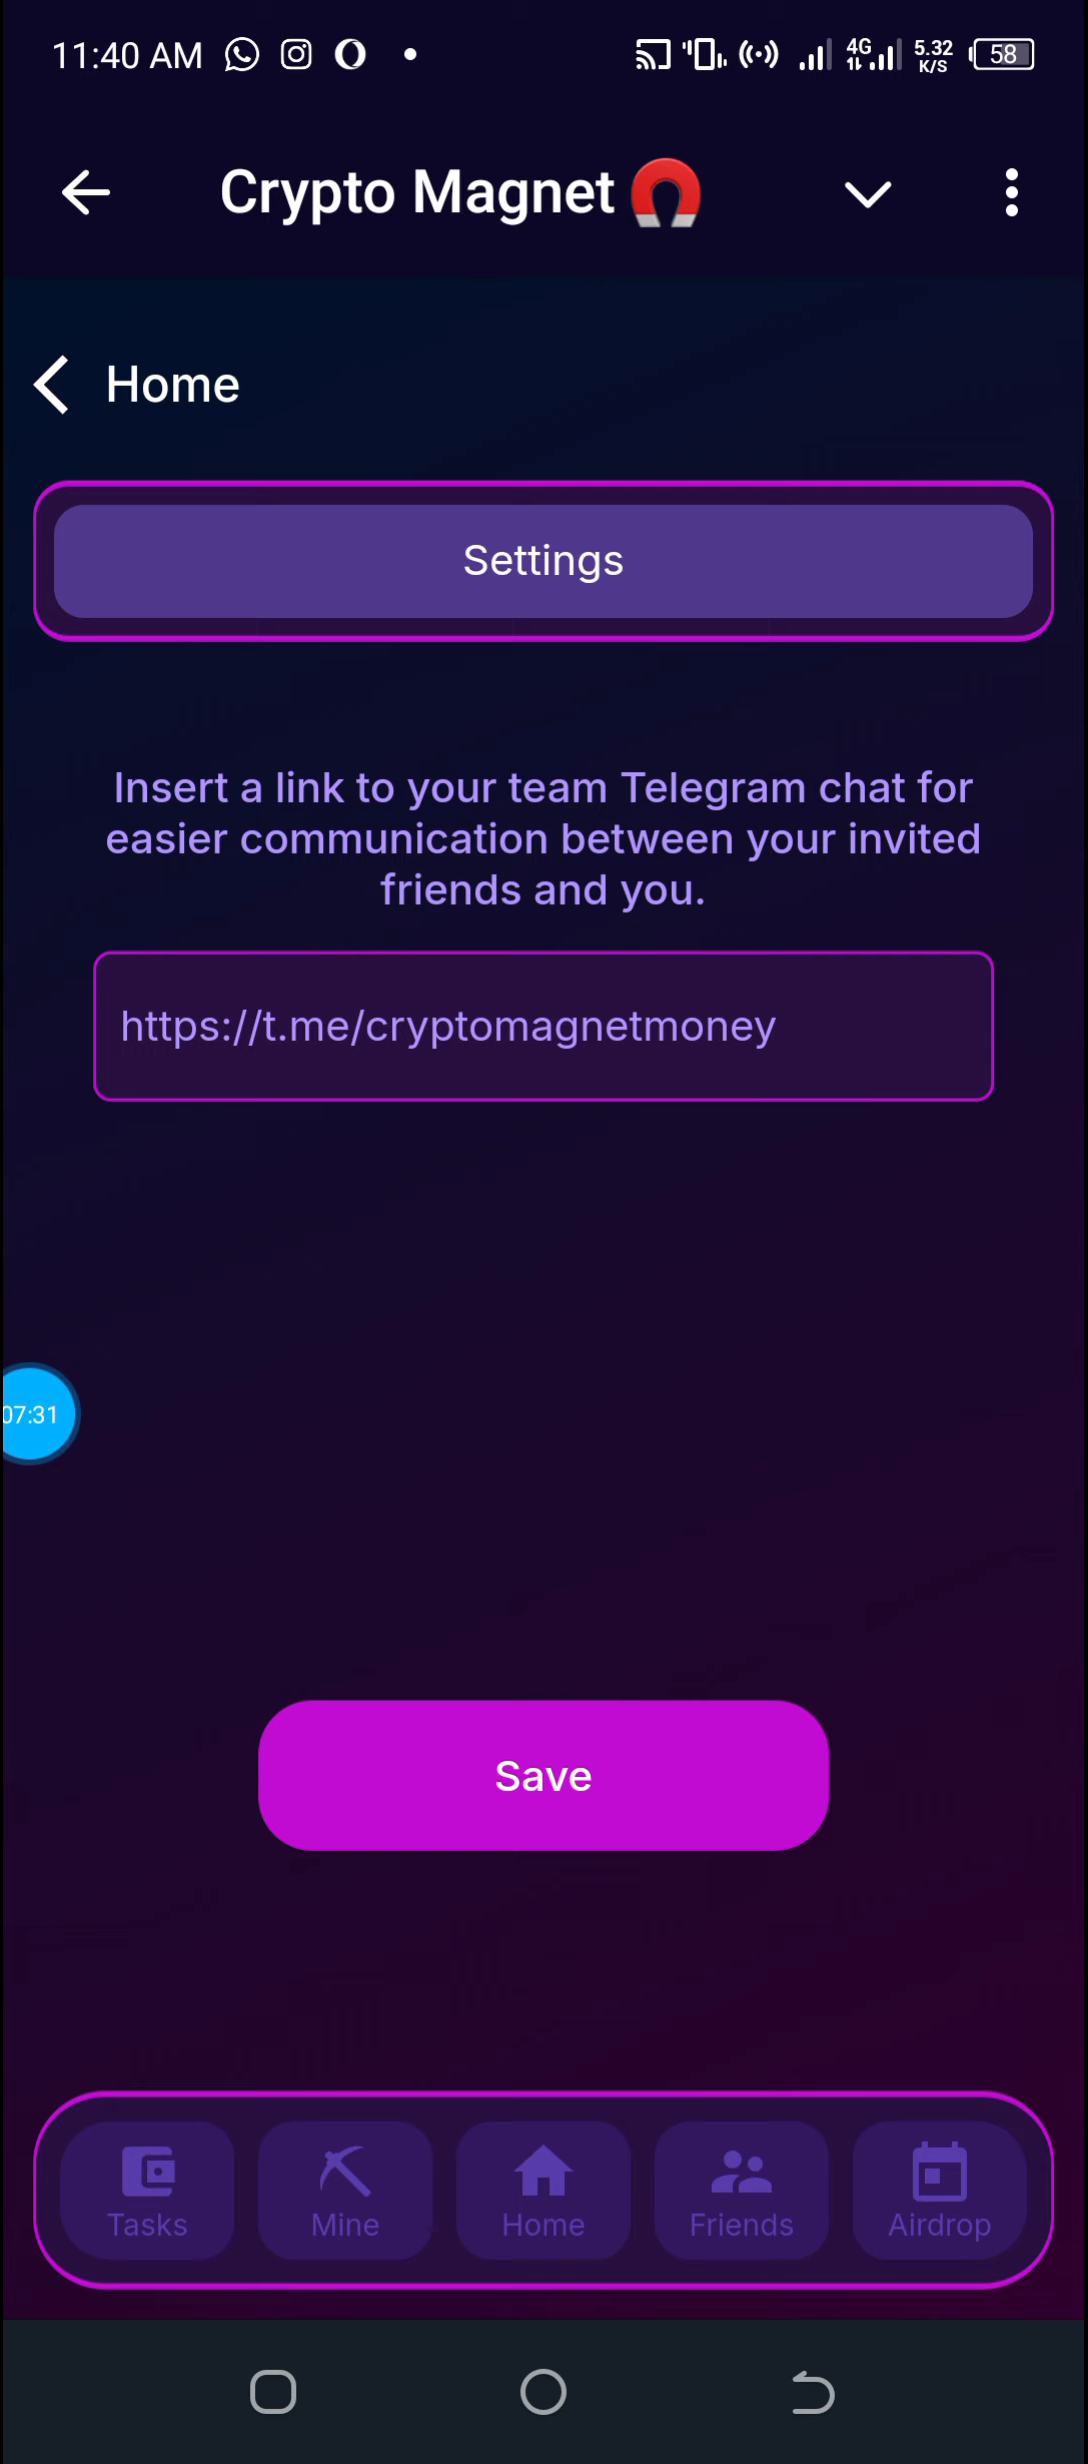 11:40 AM
4G
5.32
K/S
58
Crypto Magnet
Home
Settings
Insert a link to your team Telegram chat for
easier communication between your invited
friends and you.
https://t.me/cryptomagnetmoney
07:31
Save
Tasks
Mine
Home
Friends
Airdrop